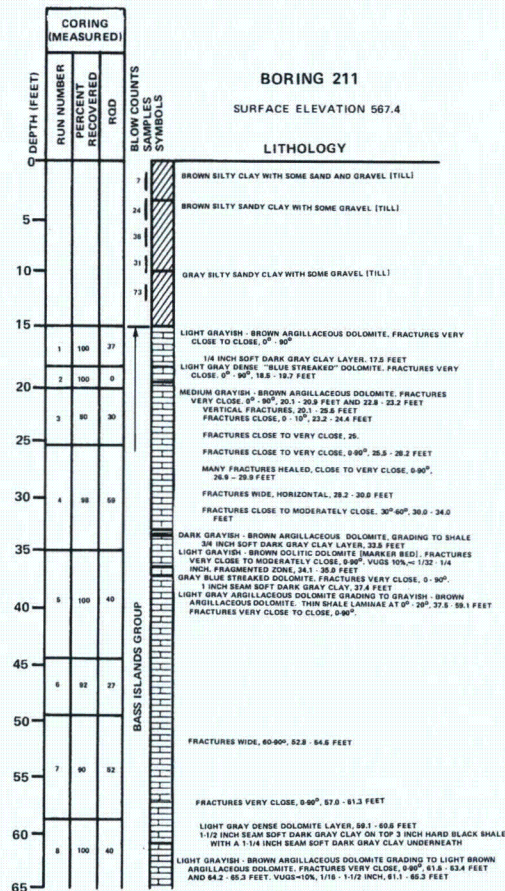 CORING
(MEASURED)
DEPTH (FEET)
RUN NUMBER
PERCENT
RECOVERED
RQD
BLOW COUNTS
SAMPLES
SYMBOLS
BORING 211
SURFACE ELEVATION 567.4
LITHOLOGY
0
7
BROWN SILTY CLAY WITH SOME SAND AND GRAVEL [TILL]
24
BROWN SILTY SANDY CLAY WITH SOME GRAVEL [TILL]
5
36
31
10
GRAY SILTY SANDY CLAY WITH SOME GRAVEL [TILL]
73
15
LIGHT GRAYISH - BROWN ARGILLACEOUS DOLOMITE. FRACTURES VERY
CLOSE TO CLOSE, 0° - 90°
1 100 37
1/4 INCH SOFT DARK GRAY CLAY LAYER. 17.5 FEET
LIGHT GRAY DENSE "BLUE STREAKED" DOLOMITE. FRACTURES VERY
CLOSE. 0° - 90°, 18.5 - 19.7 FEET
2 100 0
20
MEDIUM GRAYISH - BROWN ARGILLACEOUS DOLOMITE, FRACTURES
VERY CLOSE. 0° - 90°, 20.1 - 20.9 FEET AND 22.8 - 23.2 FEET
VERTICAL FRACTURES, 20.1 - 25.6 FEET
FRACTURES CLOSE, 0 - 10°, 23.2 - 24.4 FEET
3 80 30
25
FRACTURES CLOSE TO VERY CLOSE, 25.
FRACTURES CLOSE TO VERY CLOSE, 0-90°, 25.5 - 26.2 FEET
MANY FRACTURES HEALED, CLOSE TO VERY CLOSE, 0-90°,
26.9 - 29.9 FEET
30
4 98 59
FRACTURES WIDE, HORIZONTAL, 28.2 - 30.0 FEET
FRACTURES CLOSE TO MODERATELY CLOSE. 30°-60°, 30.0 - 34.0
FEET
DARK GRAYISH - BROWN ARGILLACEOUS DOLOMITE, GRADING TO SHALE
3/4 INCH SOFT DARK GRAY CLAY LAYER, 33.5 FEET
35
LIGHT GRAYISH - BROWN OOLITIC DOLOMITE [MARKER BED]. FRACTURES
VERY CLOSE TO MODERATELY CLOSE, 0-90°. VUGS 10%,≈ 1/32 - 1/4
INCH. FRAGMENTED ZONE, 34.1 - 35.0 FEET
GRAY BLUE STREAKED DOLOMITE. FRACTURES VERY CLOSE, 0 - 90°.
1 INCH SEAM SOFT DARK GRAY CLAY, 37.4 FEET
LIGHT GRAY ARGILLACEOUS DOLOMITE GRADING TO GRAYISH - BROWN
ARGILLACEOUS DOLOMITE. THIN SHALE LAMINAE AT 0° - 20°, 37.5 - 59.1 FEET
FRACTURES VERY CLOSE TO CLOSE, 0-90°.
5 100 40
40
BASS ISLANDS GROUP
45
6 92 27
50
FRACTURES WIDE, 60-90°, 52.8 - 54.5 FEET
7 90 52
55
FRACTURES VERY CLOSE, 0-90°, 57.0 - 61.3 FEET
LIGHT GRAY DENSE DOLOMITE LAYER, 59.1 - 60.6 FEET
60
1-1/2 INCH SEAM SOFT DARK GRAY CLAY ON TOP 3 INCH HARD BLACK SHALE
WITH A 1-1/4 INCH SEAM SOFT DARK GRAY CLAY UNDERNEATH
8 100 40
LIGHT GRAYISH - BROWN ARGILLACEOUS DOLOMITE GRADING TO LIGHT BROWN
ARGILLACEOUS DOLOMITE. FRACTURES VERY CLOSE, 0-90°, 61.5 - 63.4 FEET
AND 64.2 - 65.3 FEET. VUGS≈10%, 1/16 - 1-1/2 INCH, 61.1 - 65.3 FEET
65